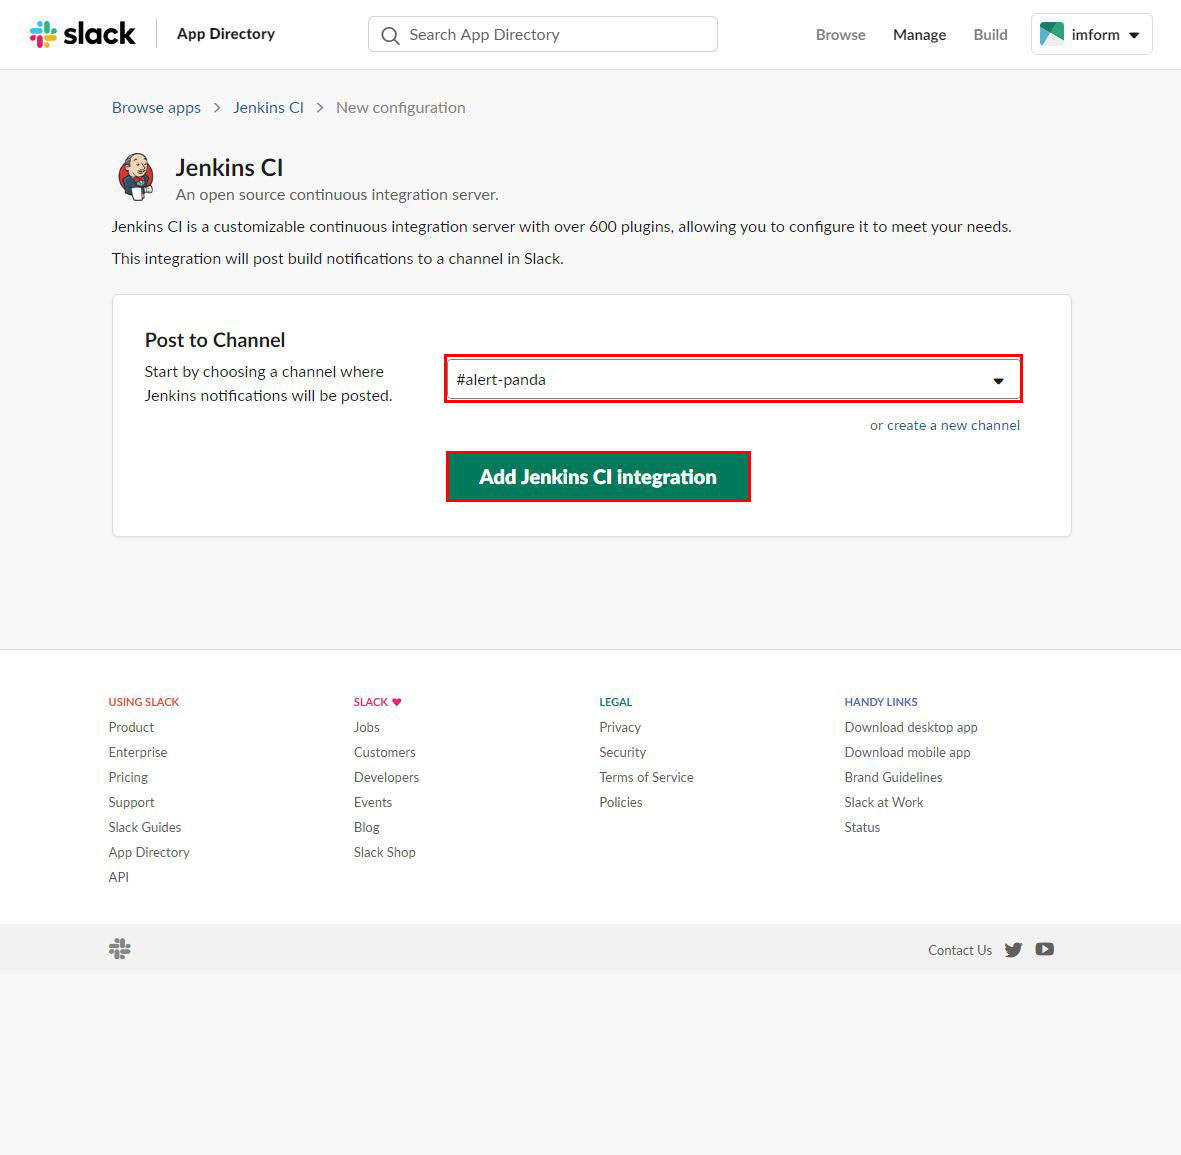 slack App Directory Search App Directory Browse Manage Build imform
Browse apps > Jenkins CI > New configuration
Jenkins CI
An open source continuous integration server.
Jenkins CI is a customizable continuous integration server with over 600 plugins, allowing you to configure it to meet your needs.
This integration will post build notifications to a channel in Slack.
Post to Channel
Start by choosing a channel where
Jenkins notifications will be posted.
#alert-panda
or create a new channel
Add Jenkins CI integration
USING SLACK
Product
Enterprise
Pricing
Support
Slack Guides
App Directory
API
SLACK ♥
Jobs
Customers
Developers
Events
Blog
Slack Shop
LEGAL
Privacy
Security
Terms of Service
Policies
HANDY LINKS
Download desktop app
Download mobile app
Brand Guidelines
Slack at Work
Status
Contact Us